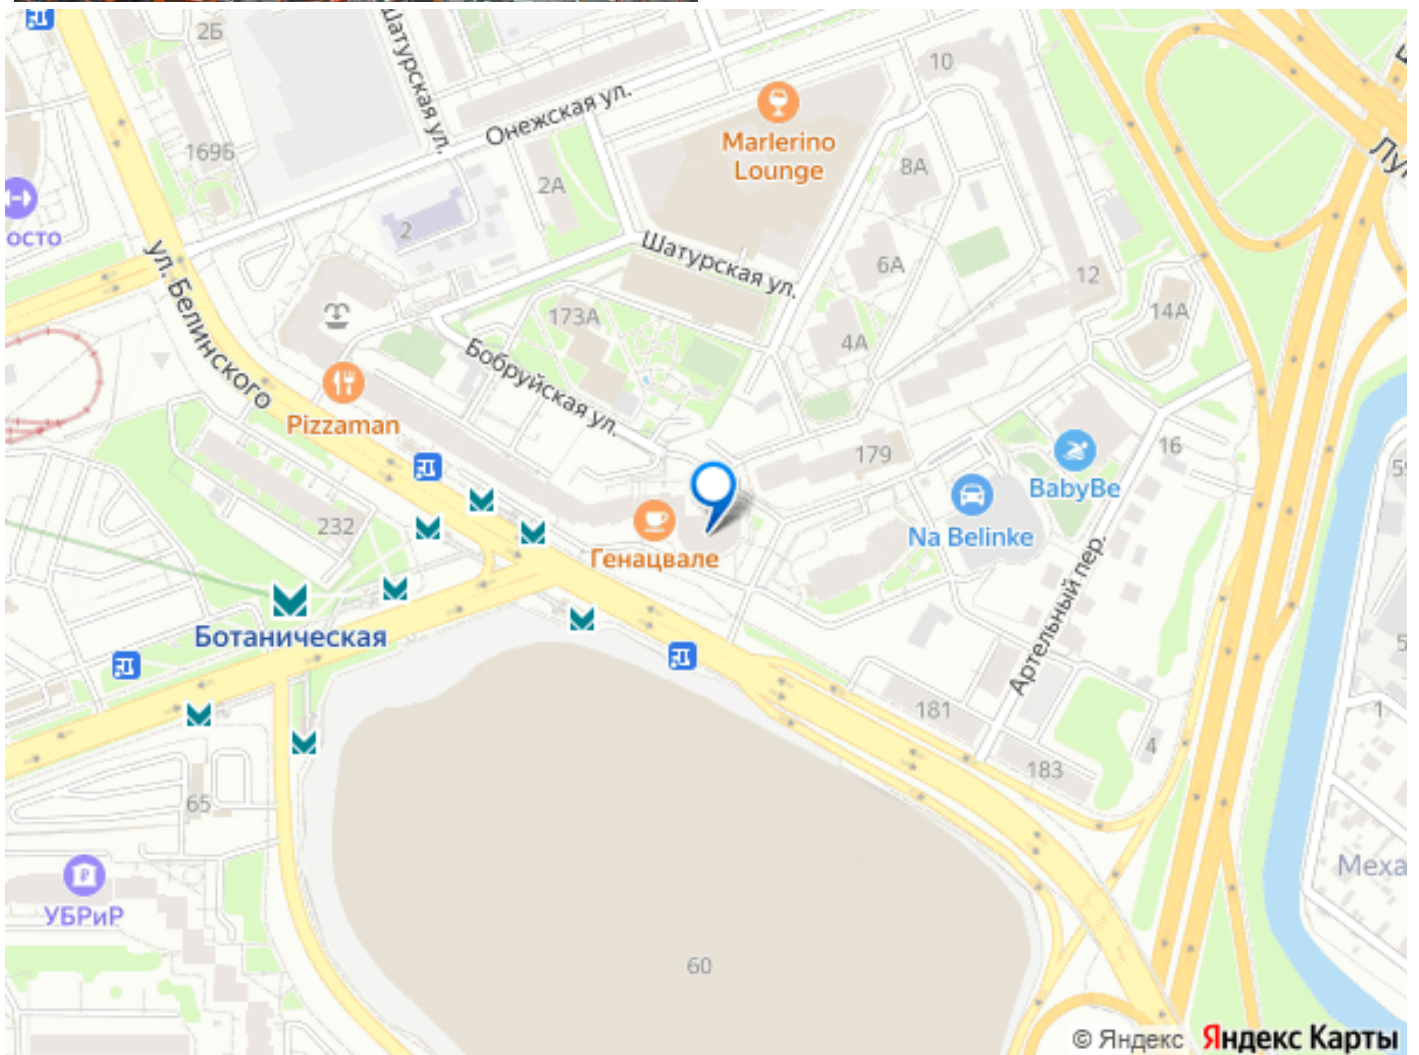 2Б
Шатурская ул.
10
Онежская ул.
Marlerino
Lounge
169Б
8А
2А
осто
2
Шатурская ул.
6А
12
ул. Белинского
173А
14А
4А
Бобруйская ул.
Pizzaman
179
16
BabyBe
232
Na Belinke
Генацвале
Артельный пер.
Ботаническая
181
1
4
183
65
Меха
УБРиР
60
© Яндекс Яндекс Карты